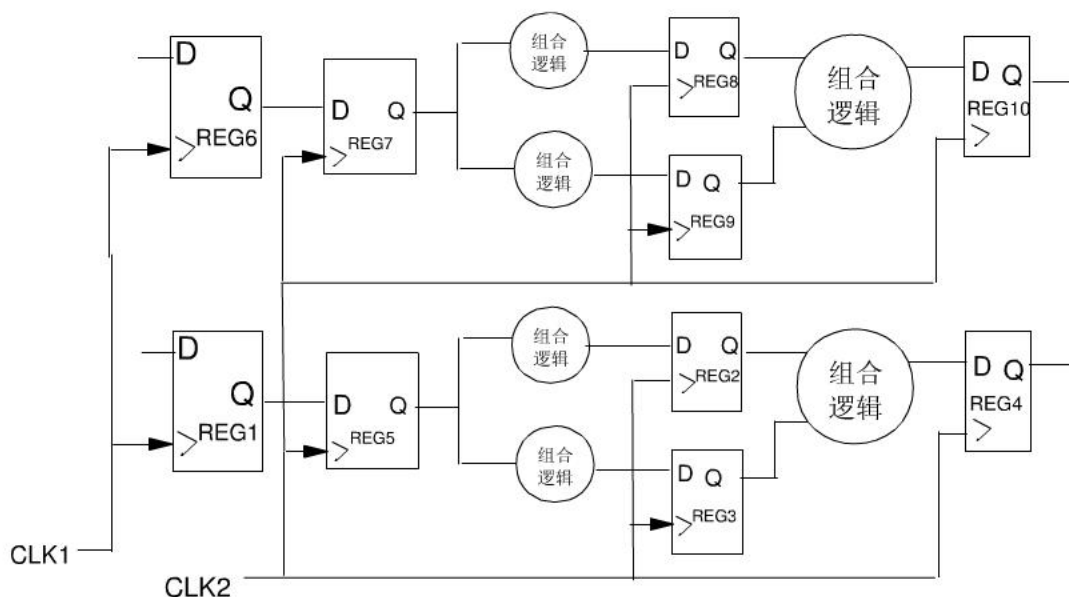 D
Q
REG6
D
Q
REG7
组合
逻辑
组合
逻辑
D
Q
REG8
D
Q
REG9
组合
逻辑
D
Q
REG10
D
Q
REG1
D
Q
REG5
组合
逻辑
组合
逻辑
D
Q
REG2
D
Q
REG3
组合
逻辑
D
Q
REG4
CLK1
CLK2